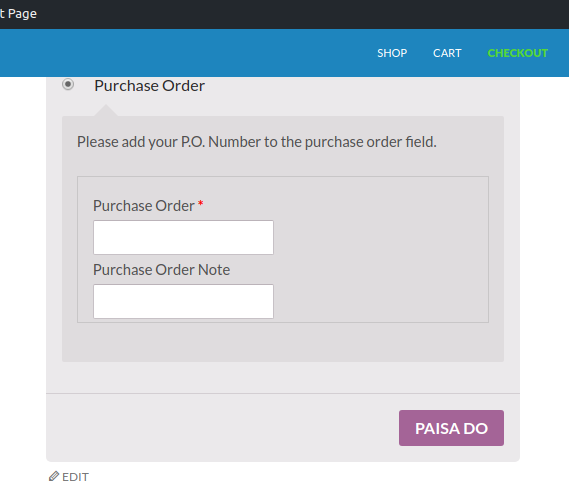 t Page
SHOP CART CHECKOUT
Purchase Order
Please add your P.O. Number to the purchase order field.
Purchase Order *
Purchase Order Note
PAISA DO
EDIT